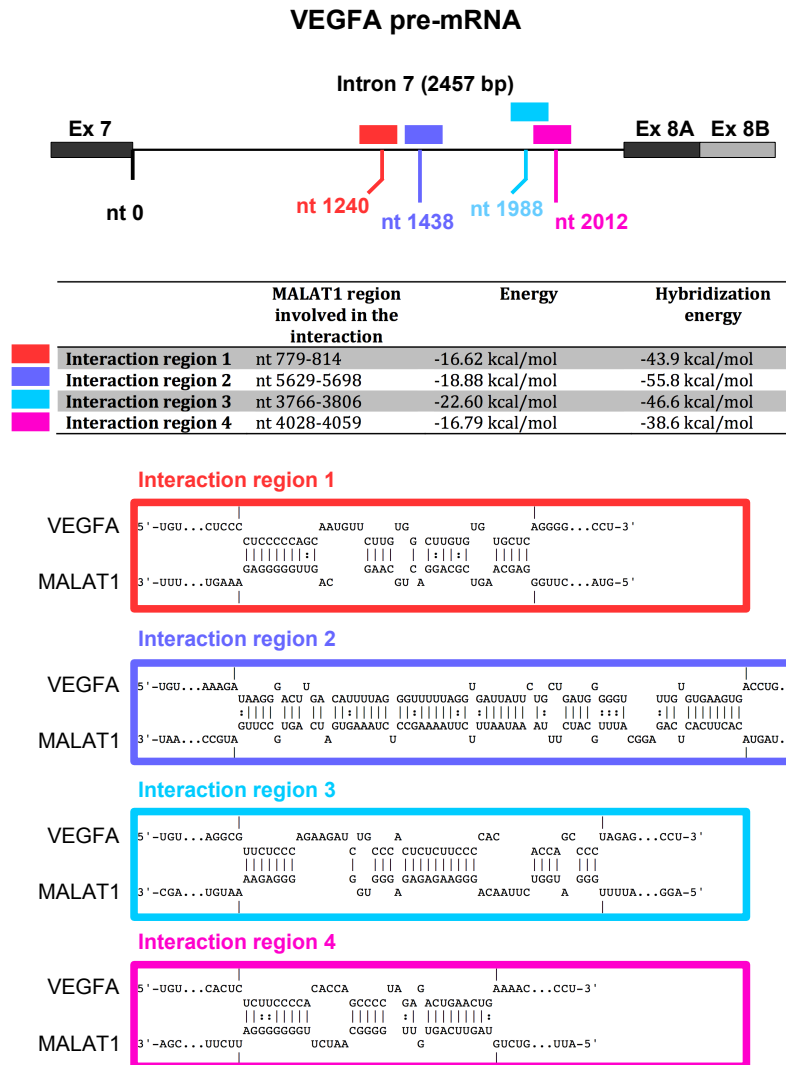 VEGFA pre-mRNA
Intron 7 (2457 bp)
Ex 7 Ex 8A Ex 8B
nt 0 nt 1240 nt 1438 nt 1988 nt 2012
MALAT1 region involved in the interaction Energy Hybridization energy
Interaction region 1 nt 779-814 -16.62 kcal/mol -43.9 kcal/mol
Interaction region 2 nt 5629-5698 -18.88 kcal/mol -55.8 kcal/mol
Interaction region 3 nt 3766-3806 -22.60 kcal/mol -46.6 kcal/mol
Interaction region 4 nt 4028-4059 -16.79 kcal/mol -38.6 kcal/mol
Interaction region 1
VEGFA 5'-UGU...CUCCC AAUGUU UG UG AGGGG...CCU-3'
CUCCCCCAGC CUUG G CUUGUG UGCUC
||||||||:| |||| | |:||:| |||||
GAGGGGGUUG GAAC C GGACGC ACGAG
MALAT1 3'-UUU...UGAAA AC GU A UGA GGUUC...AUG-5'
Interaction region 2
VEGFA 5'-UGU...AAAGA G U U C CU G U ACCUG..
UAAGG ACU GA CAUUUUAG GGUUUUUAGG GAUUAUU UG GAUG GGGU UUG GUGAAGUG
:|||| ||| || ||:||||| ||:|||||:| :|||||| |: |||| :::| :|| ||||||||
GUUCC UGA CU GUGAAAUC CCGAAAAUUC UUAAUAA AU CUAC UUUA GAC CACUUCAC
MALAT1 3'-UAA...CCGUA G A U U UU G CGGA U AUGAU..
Interaction region 3
VEGFA 5'-UGU...AGGCG AGAAGAU UG A CAC GC UAGAG...CCU-3'
UUCUCCC C CCC CUCUCUUCCC ACCA CCC
||||||| | ||| |||||||||| |||| |||
AAGAGGG G GGG GAGAGAAGGG UGGU GGG
MALAT1 3'-CGA...UGUAA GU A ACAAUUC A UUUUA...GGA-5'
Interaction region 4
VEGFA 5'-UGU...CACUC CACCA UA G AAAAC...CCU-3'
UCUUCCCCA GCCCC GA ACUGAACUG
||::||||| ||||| :| ||||||||:
AGGGGGGGU CGGGG UU UGACUUGAU
MALAT1 3'-AGC...UUCUU UCUAA G GUCUG...UUA-5'